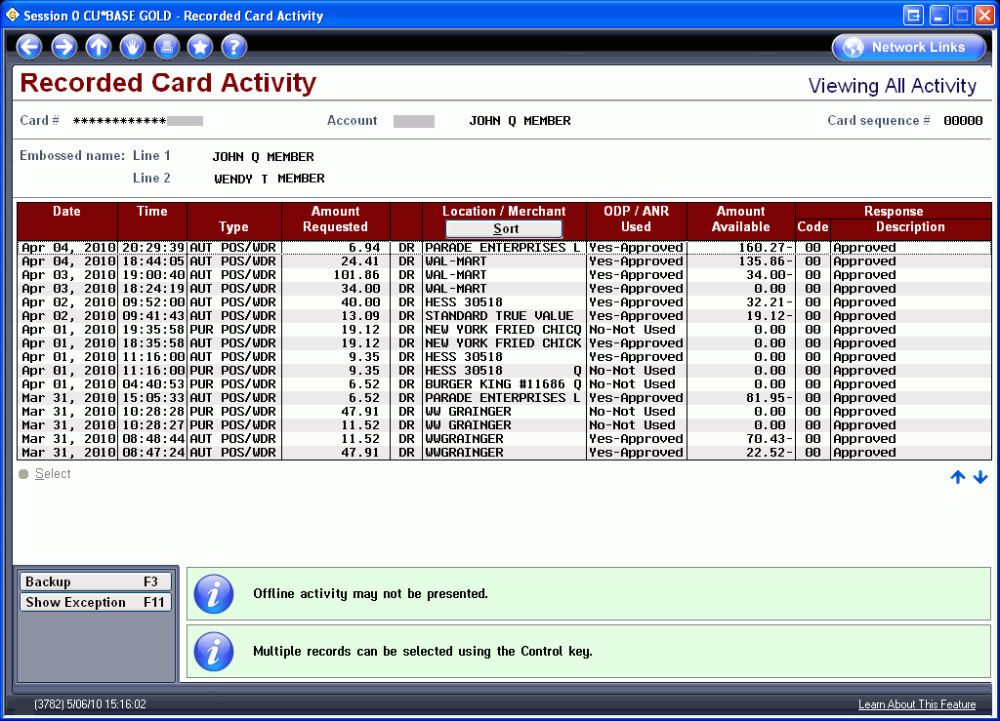 Session 0 CU*BASE GOLD - Recorded Card Activity
Network Links
Recorded Card Activity Viewing All Activity
Card # ************ Account JOHN Q MEMBER Card sequence # 00000
Embossed name: Line 1 JOHN Q MEMBER
Line 2 WENDY T MEMBER
Date Time Type Amount Requested Location / Merchant Sort ODP / ANR Used Amount Available Response Code Description
Apr 04, 2010 20:29:39 AUT POS/WDR 6.94 DR PARADE ENTERPRISES L Yes-Approved 160.27- 00 Approved
Apr 04, 2010 18:44:05 AUT POS/WDR 24.41 DR WAL-MART Yes-Approved 135.86- 00 Approved
Apr 03, 2010 19:00:40 AUT POS/WDR 101.86 DR WAL-MART Yes-Approved 34.00- 00 Approved
Apr 03, 2010 18:24:19 AUT POS/WDR 34.00 DR WAL-MART Yes-Approved 0.00 00 Approved
Apr 02, 2010 09:52:00 AUT POS/WDR 40.00 DR HESS 30518 Yes-Approved 32.21- 00 Approved
Apr 02, 2010 09:41:43 AUT POS/WDR 13.09 DR STANDARD TRUE VALUE Yes-Approved 19.12- 00 Approved
Apr 01, 2010 19:35:58 PUR POS/WDR 19.12 DR NEW YORK FRIED CHICQ No-Not Used 0.00 00 Approved
Apr 01, 2010 18:35:58 AUT POS/WDR 19.12 DR NEW YORK FRIED CHICK Yes-Approved 0.00 00 Approved
Apr 01, 2010 11:16:00 AUT POS/WDR 9.35 DR HESS 30518 Yes-Approved 0.00 00 Approved
Apr 01, 2010 11:16:00 PUR POS/WDR 9.35 DR HESS 30518 Q No-Not Used 0.00 00 Approved
Apr 01, 2010 04:40:53 PUR POS/WDR 6.52 DR BURGER KING #11686 Q No-Not Used 0.00 00 Approved
Mar 31, 2010 15:05:33 AUT POS/WDR 6.52 DR PARADE ENTERPRISES L Yes-Approved 81.95- 00 Approved
Mar 31, 2010 10:28:28 PUR POS/WDR 47.91 DR WW GRAINGER No-Not Used 0.00 00 Approved
Mar 31, 2010 10:28:27 PUR POS/WDR 11.52 DR WW GRAINGER No-Not Used 0.00 00 Approved
Mar 31, 2010 08:48:44 AUT POS/WDR 11.52 DR WWGRAINGER Yes-Approved 70.43- 00 Approved
Mar 31, 2010 08:47:24 AUT POS/WDR 47.91 DR WWGRAINGER Yes-Approved 22.52- 00 Approved
Select
Backup F3
Show Exception F11
Offline activity may not be presented.
Multiple records can be selected using the Control key.
(3782) 5/06/10 15:16:02 Learn About This Feature